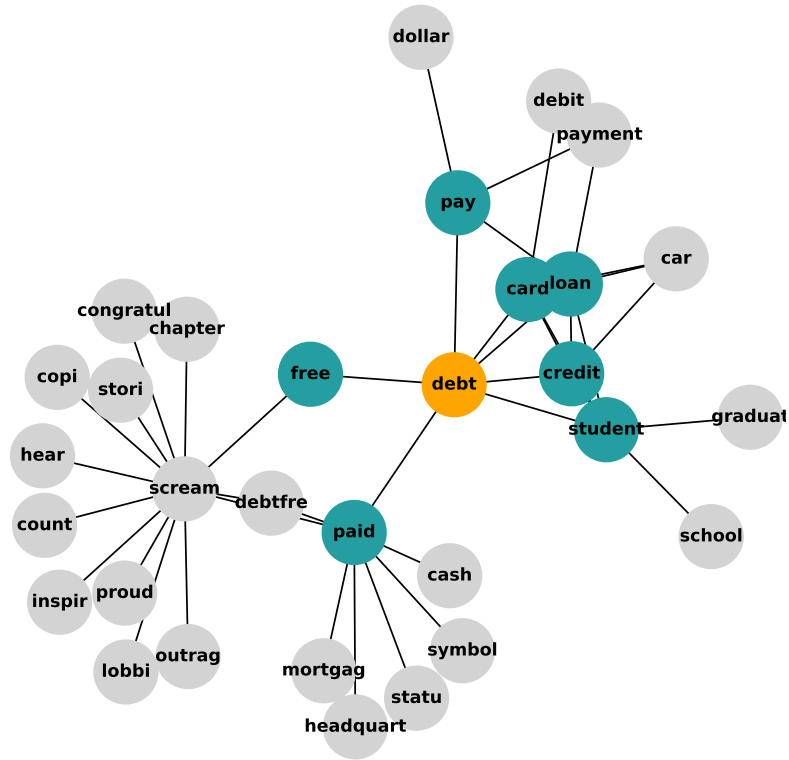 dollar
debit
payment
pay
car
card
loan
congratul
chapter
free
credit
copi
stori
debt
graduat
student
hear
scream
debtfre
count
paid
school
cash
inspir
proud
symbol
outrag
lobbi
mortgag
statu
headquart